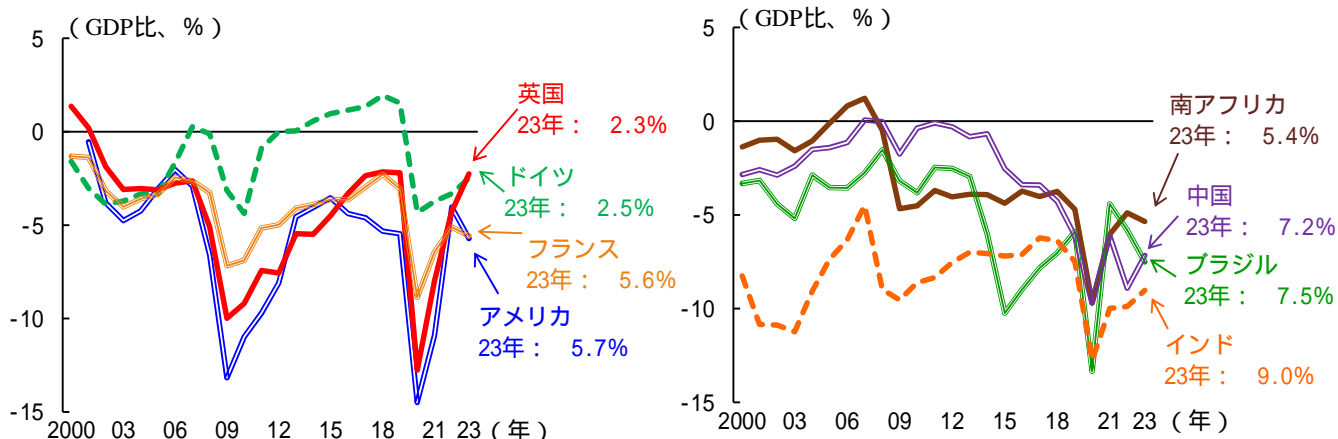 （GDP比、％）
5
0
-5
-10
-15
2000 03 06 09 12 15 18 21 23（年）
英国
23年： 2.3%
ドイツ
23年： 2.5%
フランス
23年： 5.6%
アメリカ
23年： 5.7%
（GDP比、％）
5
0
-5
-10
-15
2000 03 06 09 12 15 18 21 23（年）
南アフリカ
23年： 5.4%
中国
23年： 7.2%
ブラジル
23年： 7.5%
インド
23年： 9.0%